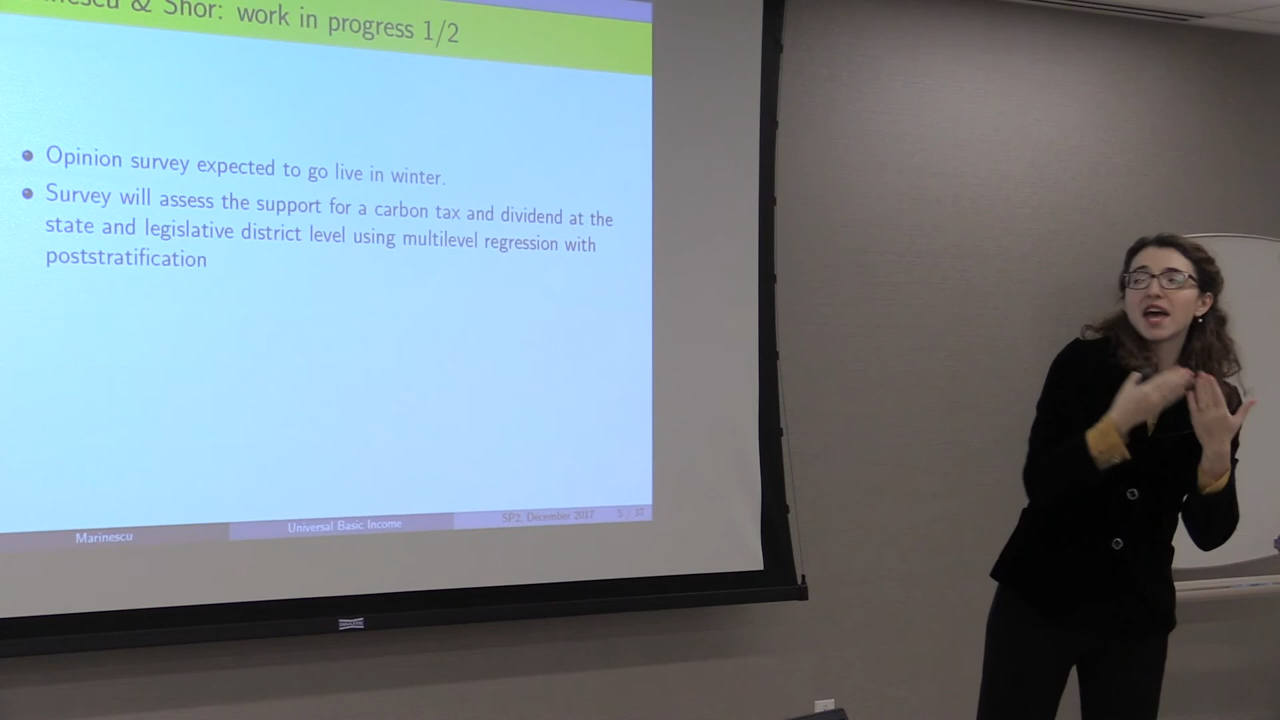 & Shor: work in progress 1/2
Opinion survey expected to go live in winter.
Survey will assess the support for a carbon tax and dividend at the
state and legislative district level using multilevel regression with
poststratification
Marinescu
Universal Basic Income
SP2, December 2017
5 / 37